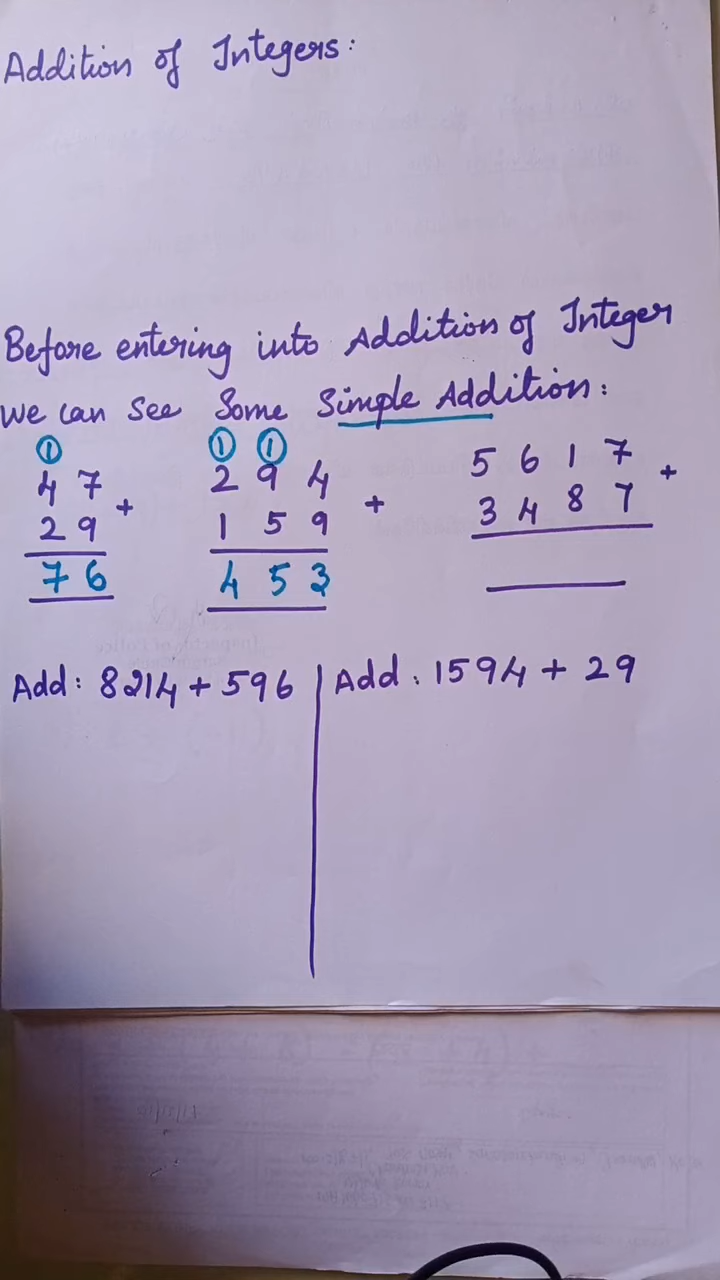 Addition of Integers:
Before entering into Addition of Integer
we can see some Simple Addition:
① ① ①
4 7 2 9 4 5 6 1 7
+ + +
2 9 1 5 9 3 4 8 7
7 6 4 5 3
Add: 8214 + 596 Add: 1594 + 29